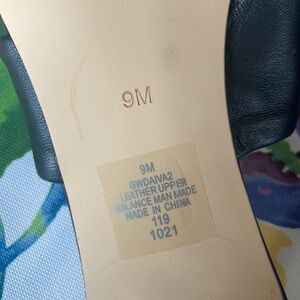 9M
9M
GWDAIVA2
LEATHER UPPER
BALANCE MAN MADE
MADE IN CHINA
119
1021